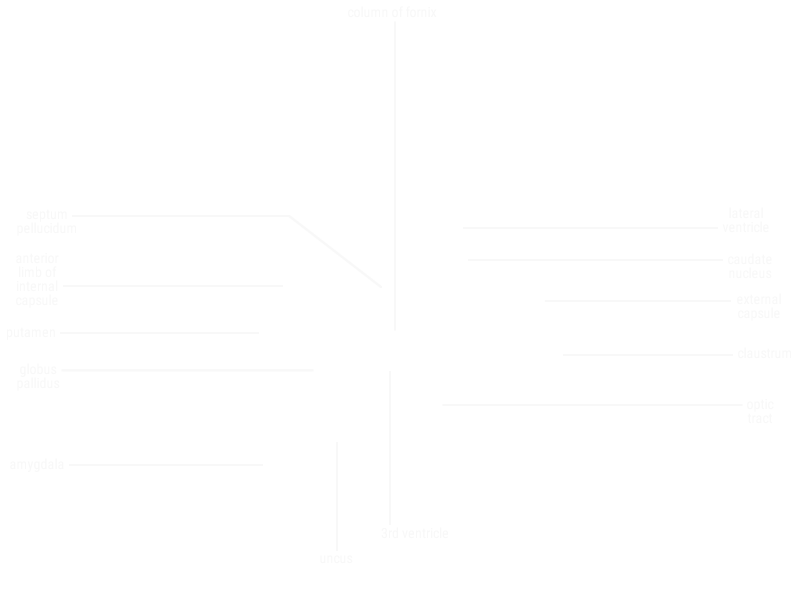 column of fornix
septum
pellucidum
anterior
limb of
internal
capsule
putamen
globus
pallidus
amygdala
uncus
3rd ventricle
lateral
ventricle
caudate
nucleus
external
capsule
claustrum
optic
tract